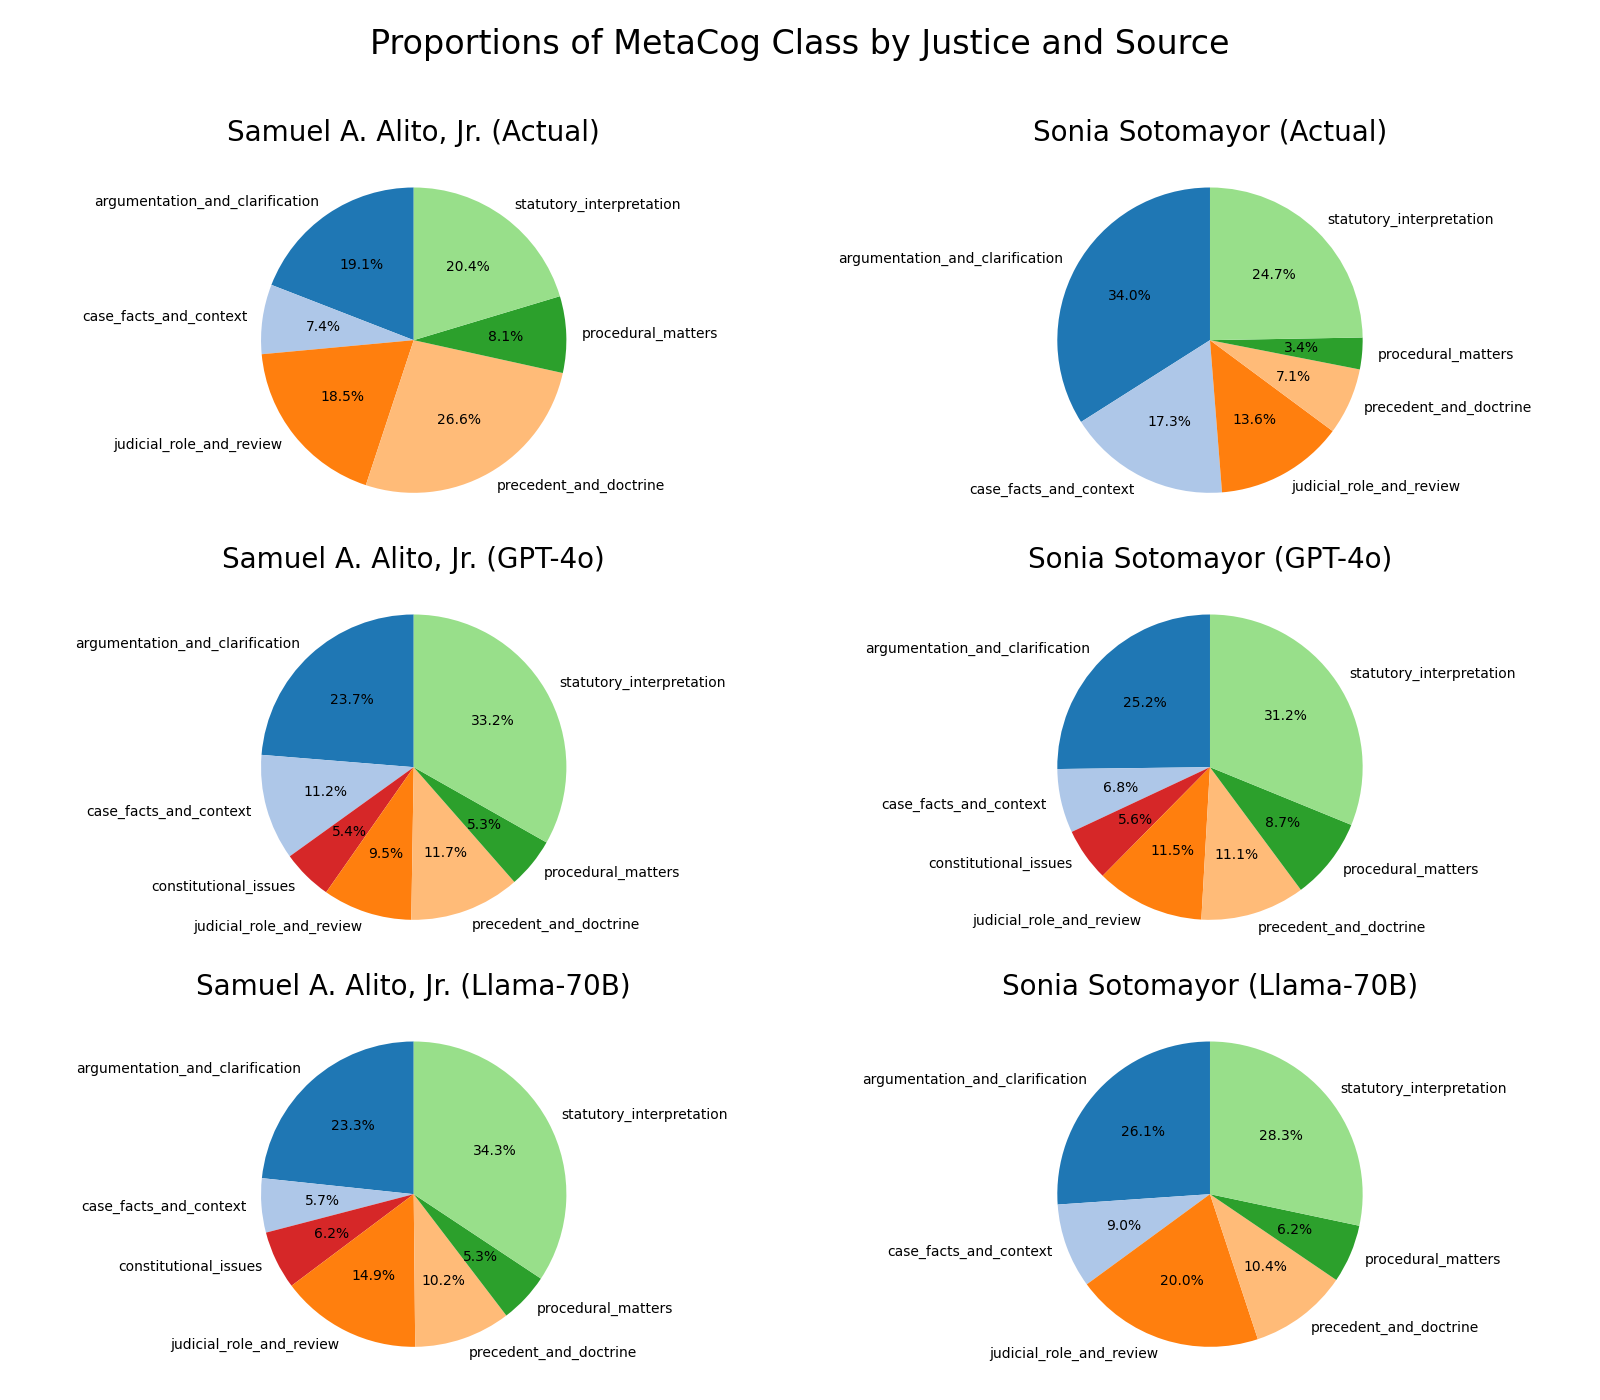 Proportions of MetaCog Class by Justice and Source
Samuel A. Alito, Jr. (Actual)
argumentation_and_clarification
19.1%
case_facts_and_context
7.4%
judicial_role_and_review
18.5%
precedent_and_doctrine
26.6%
procedural_matters
8.1%
statutory_interpretation
20.4%
Sonia Sotomayor (Actual)
argumentation_and_clarification
34.0%
case_facts_and_context
17.3%
judicial_role_and_review
13.6%
precedent_and_doctrine
7.1%
procedural_matters
3.4%
statutory_interpretation
24.7%
Samuel A. Alito, Jr. (GPT-4o)
argumentation_and_clarification
23.7%
case_facts_and_context
11.2%
constitutional_issues
5.4%
judicial_role_and_review
9.5%
precedent_and_doctrine
11.7%
procedural_matters
5.3%
statutory_interpretation
33.2%
Sonia Sotomayor (GPT-4o)
argumentation_and_clarification
25.2%
case_facts_and_context
6.8%
constitutional_issues
5.6%
judicial_role_and_review
11.5%
precedent_and_doctrine
11.1%
procedural_matters
8.7%
statutory_interpretation
31.2%
Samuel A. Alito, Jr. (Llama-70B)
argumentation_and_clarification
23.3%
case_facts_and_context
5.7%
constitutional_issues
6.2%
judicial_role_and_review
14.9%
precedent_and_doctrine
10.2%
procedural_matters
5.3%
statutory_interpretation
34.3%
Sonia Sotomayor (Llama-70B)
argumentation_and_clarification
26.1%
case_facts_and_context
9.0%
judicial_role_and_review
20.0%
precedent_and_doctrine
10.4%
procedural_matters
6.2%
statutory_interpretation
28.3%